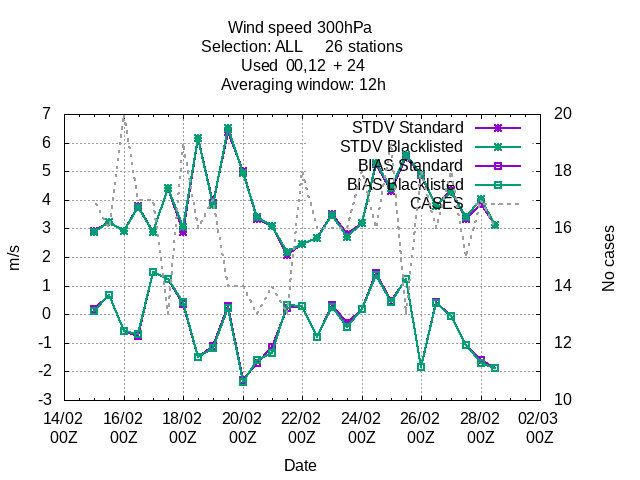 Wind speed 300hPa
Selection: ALL 26 stations
Used 00,12 + 24
Averaging window: 12h
7
6
5
4
3
2
1
0
-1
-2
-3
m/s
STDV Standard
STDV Blacklisted
BIAS Standard
BIAS Blacklisted
CASES
20
18
16
14
12
10
No cases
14/02 16/02 18/02 20/02 22/02 24/02 26/02 28/02 02/03
00Z 00Z 00Z 00Z 00Z 00Z 00Z 00Z 00Z
Date